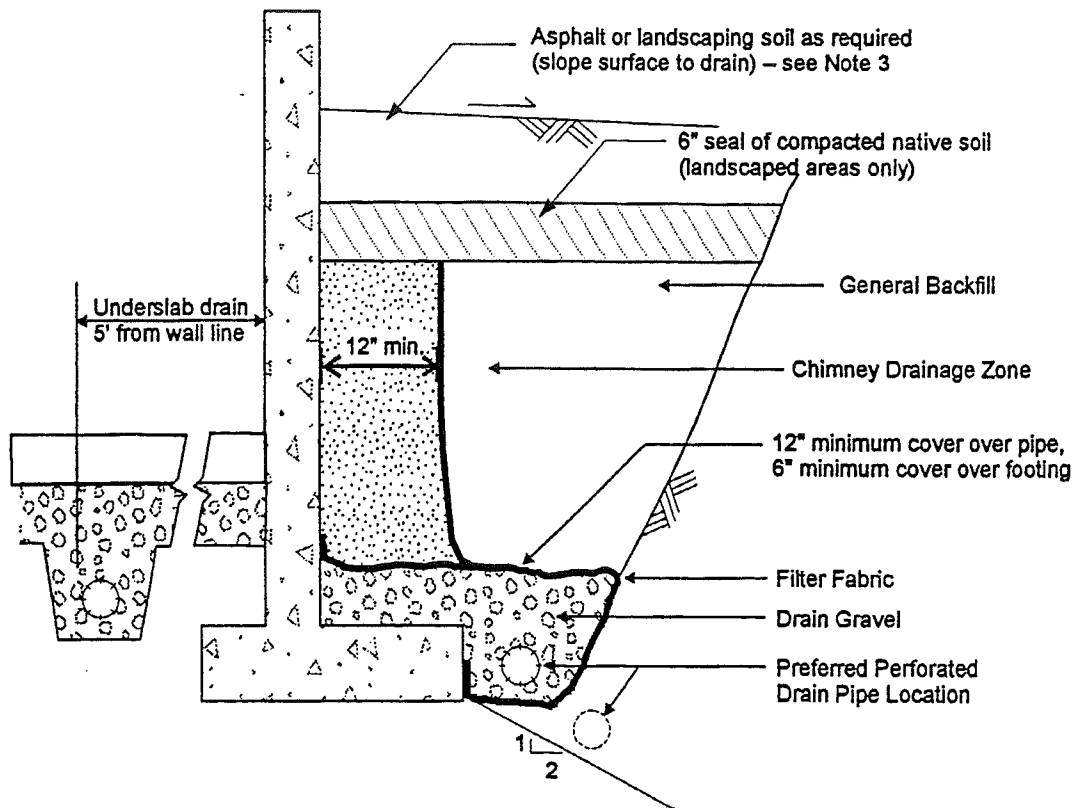 Asphalt or landscaping soil as required
(slope surface to drain) – see Note 3
6" seal of compacted native soil
(landscaped areas only)
General Backfill
Underslab drain
5' from wall line
12" min.
Chimney Drainage Zone
12" minimum cover over pipe,
6" minimum cover over footing
Filter Fabric
Drain Gravel
Preferred Perforated
Drain Pipe Location
1
2